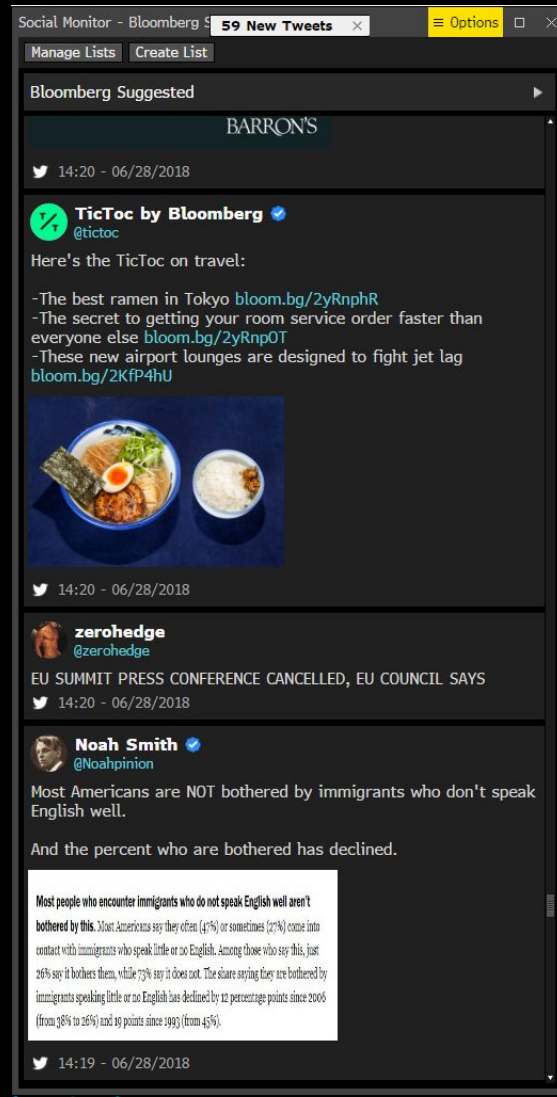 Social Monitor - Bloomberg S
59 New Tweets ×
≡ Options
Manage Lists Create List
Bloomberg Suggested
BARRON'S
14:20 - 06/28/2018
TicToc by Bloomberg
@tictoc
Here's the TicToc on travel:
-The best ramen in Tokyo bloom.bg/2yRnphR
-The secret to getting your room service order faster than
everyone else bloom.bg/2yRnpOT
-These new airport lounges are designed to fight jet lag
bloom.bg/2KfP4hU
14:20 - 06/28/2018
zerohedge
@zerohedge
EU SUMMIT PRESS CONFERENCE CANCELLED, EU COUNCIL SAYS
14:20 - 06/28/2018
Noah Smith
@Noahpinion
Most Americans are NOT bothered by immigrants who don't speak
English well.
And the percent who are bothered has declined.
Most people who encounter immigrants who do not speak English well aren't
bothered by this. Most Americans say they often (47%) or sometimes (27%) come into
contact with immigrants who speak little or no English. Among those who say this, just
26% say it bothers them, while 73% say it does not. The share saying they are bothered by
immigrants speaking little or no English has declined by 12 percentage points since 2006
(from 38% to 26%) and 19 points since 1993 (from 45%).
14:19 - 06/28/2018